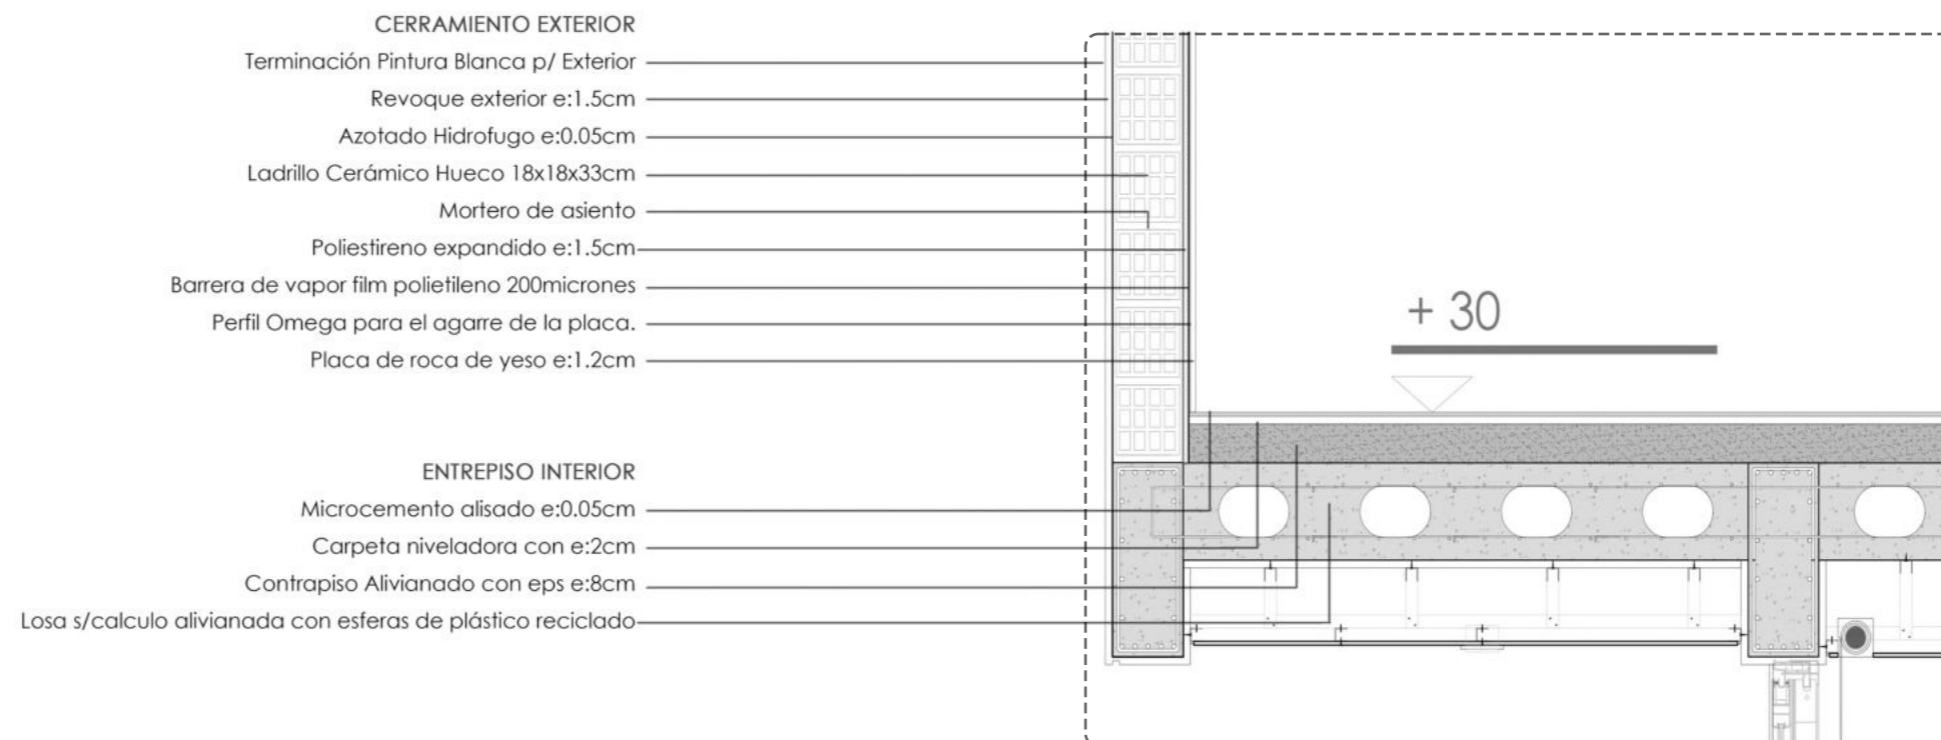 CERRAMIENTO EXTERIOR
Terminación Pintura Blanca p/ Exterior
Revoque exterior e:1.5cm
Azotado Hidrofugo e:0.05cm
Ladrillo Cerámico Hueco 18x18x33cm
Mortero de asiento
Poliestireno expandido e:1.5cm
Barrera de vapor film polietileno 200micrones
Perfil Omega para el agarre de la placa.
Placa de roca de yeso e:1.2cm
+ 30
ENTREPISO INTERIOR
Microcemento alisado e:0.05cm
Carpeta niveladora con e:2cm
Contrapiso Alivianado con eps e:8cm
Losa s/calculo alivianada con esferas de plástico reciclado